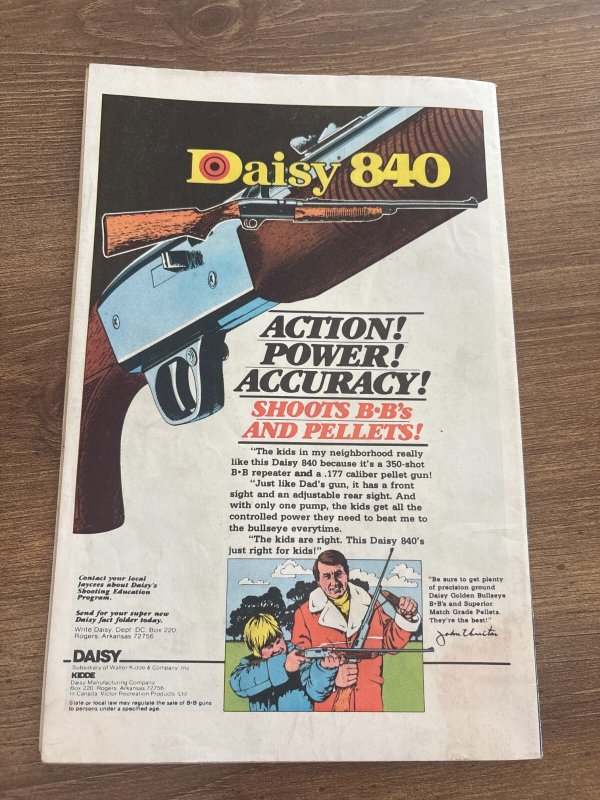 Daisy 840
ACTION!
POWER!
ACCURACY!
SHOOTS B•B's
AND PELLETS!
"The kids in my neighborhood really
like this Daisy 840 because it's a 350-shot
B•B repeater and a .177 caliber pellet gun!
"Just like Dad's gun, it has a front
sight and an adjustable rear sight. And
with only one pump, the kids get all the
controlled power they need to beat me to
the bullseye everytime.
"The kids are right. This Daisy 840's
just right for kids!"
Contact your local
Jaycees about Daisy's
Shooting Education
Program.
Send for your super new
Daisy fact folder today.
Write Daisy, Dept. DC, Box 220,
Rogers, Arkansas 72756
DAISY
Subsidiary of Walter Kidde & Company, Inc.
KIDDE
Daisy Manufacturing Company
Box 220, Rogers, Arkansas 72756
In Canada: Victor Recreation Products Ltd.
State or local law may regulate the sale of B•B guns
to persons under a specified age.
"Be sure to get plenty
of precision ground
Daisy Golden Bullseye
B•B's and Superior
Match Grade Pellets.
They're the best!"
John Unitas